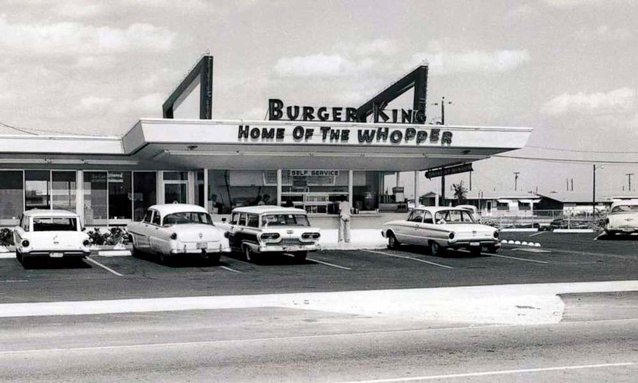 BURGER KING
HOME OF THE WHOPPER
SELF SERVICE